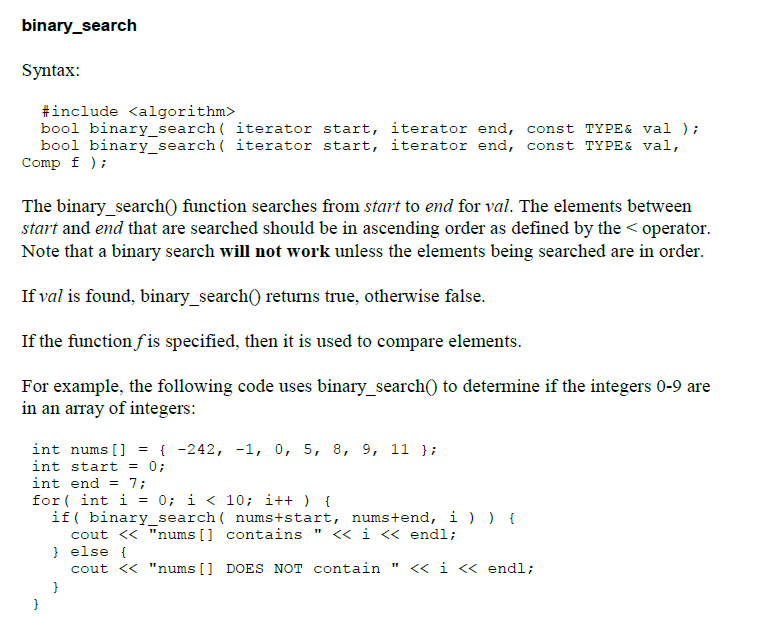 binary_search
Syntax:
#include <algorithm>
bool binary_search( iterator start, iterator end, const TYPE& val );
bool binary_search( iterator start, iterator end, const TYPE& val,
Comp f );
The binary_search() function searches from start to end for val. The elements between
start and end that are searched should be in ascending order as defined by the < operator.
Note that a binary search will not work unless the elements being searched are in order.
If val is found, binary_search() returns true, otherwise false.
If the function f is specified, then it is used to compare elements.
For example, the following code uses binary_search() to determine if the integers 0-9 are
in an array of integers:
int nums[] = { -242, -1, 0, 5, 8, 9, 11 };
int start = 0;
int end = 7;
for( int i = 0; i < 10; i++ ) {
if( binary_search( nums+start, nums+end, i ) ) {
cout << "nums[] contains " << i << endl;
} else {
cout << "nums[] DOES NOT contain " << i << endl;
}
}